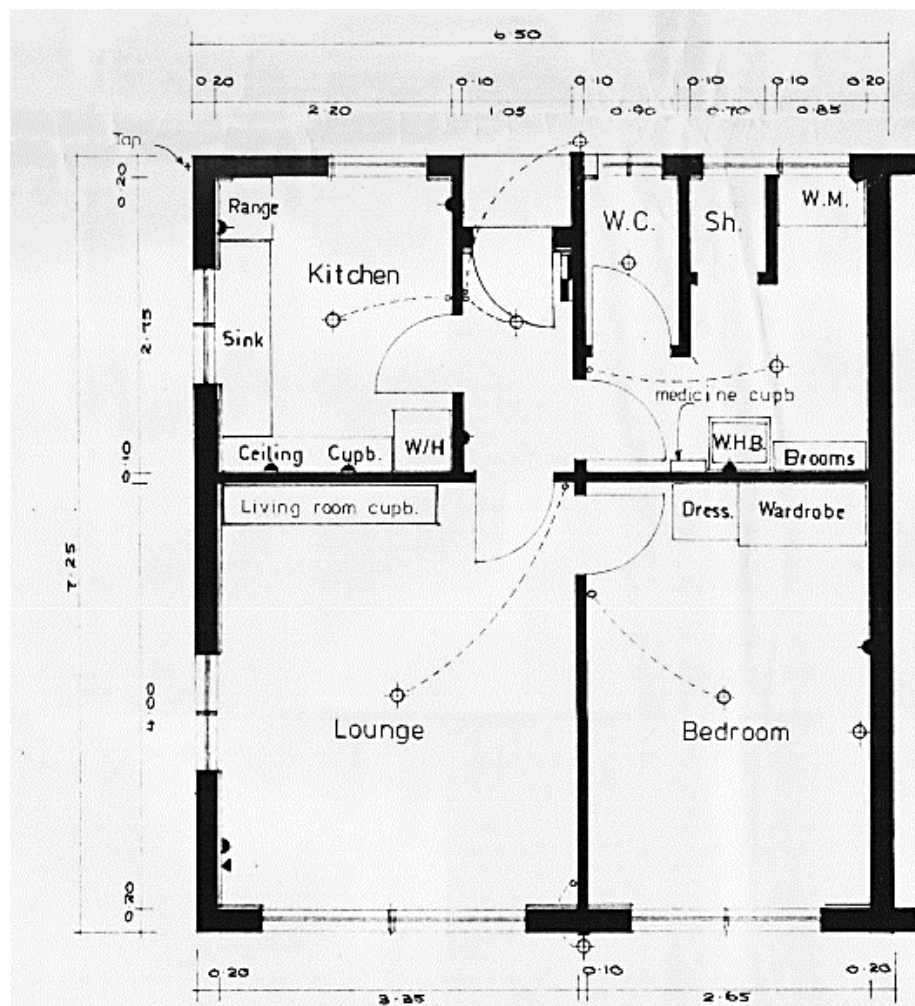 6.50
0.20
2.20
0.10
1.05
0.10
0.90
0.10
0.70
0.10
0.85
0.20
Tap
0.20
2.75
0.10
7.25
4.00
0.20
Range
W.C.
Sh.
W.M.
Kitchen
Sink
medicine cupb.
Ceiling Cupb.
W/H
W.H.B.
Brooms
Living room cupb.
Dress.
Wardrobe
Lounge
Bedroom
0.20
3.35
0.10
2.65
0.20